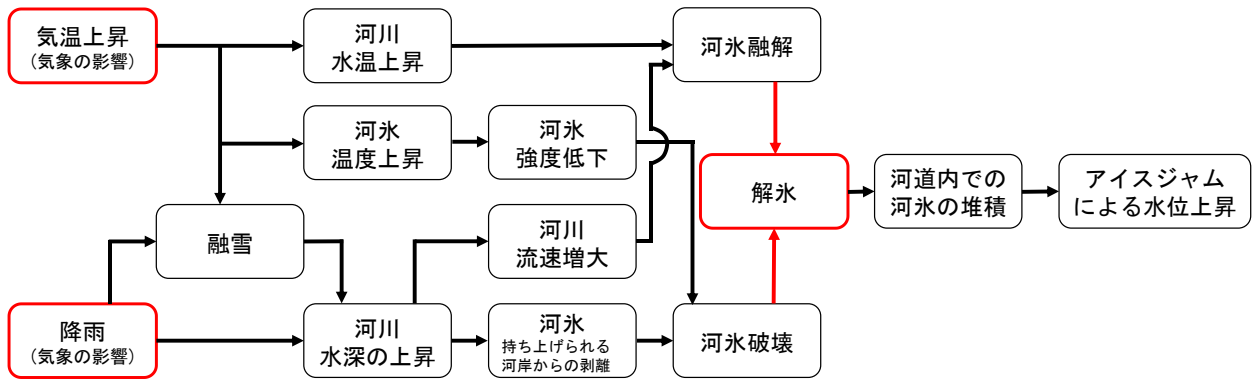 気温上昇
（気象の影響）
河川
水温上昇
河氷融解
河氷
温度上昇
河氷
強度低下
解氷
河道内での
河氷の堆積
アイスジャム
による水位上昇
融雪
河川
流速増大
降雨
（気象の影響）
河川
水深の上昇
河氷
持ち上げられる
河岸からの剥離
河氷破壊